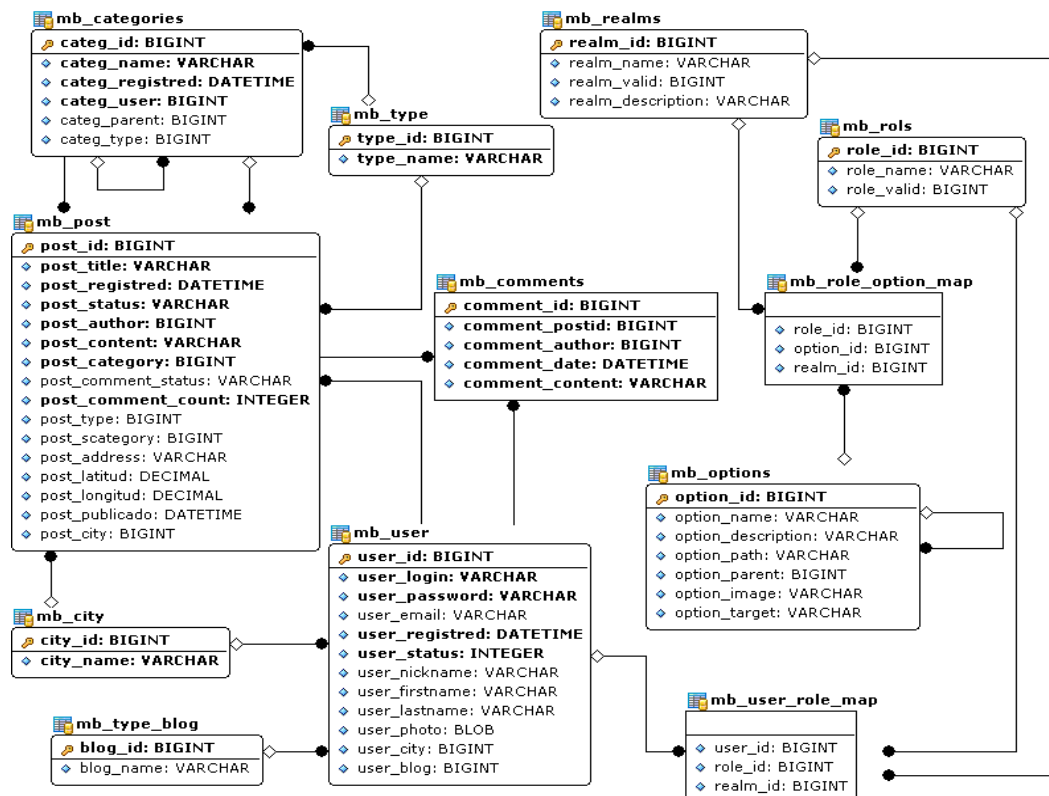 mb_categories
categ_id: BIGINT
categ_name: VARCHAR
categ_registred: DATETIME
categ_user: BIGINT
categ_parent: BIGINT
categ_type: BIGINT
mb_type
type_id: BIGINT
type_name: VARCHAR
mb_realms
realm_id: BIGINT
realm_name: VARCHAR
realm_valid: BIGINT
realm_description: VARCHAR
mb_rols
role_id: BIGINT
role_name: VARCHAR
role_valid: BIGINT
mb_post
post_id: BIGINT
post_title: VARCHAR
post_registred: DATETIME
post_status: VARCHAR
post_author: BIGINT
post_content: VARCHAR
post_category: BIGINT
post_comment_status: VARCHAR
post_comment_count: INTEGER
post_type: BIGINT
post_scategory: BIGINT
post_address: VARCHAR
post_latitud: DECIMAL
post_longitud: DECIMAL
post_publicado: DATETIME
post_city: BIGINT
mb_comments
comment_id: BIGINT
comment_postid: BIGINT
comment_author: BIGINT
comment_date: DATETIME
comment_content: VARCHAR
mb_role_option_map
role_id: BIGINT
option_id: BIGINT
realm_id: BIGINT
mb_options
option_id: BIGINT
option_name: VARCHAR
option_description: VARCHAR
option_path: VARCHAR
option_parent: BIGINT
option_image: VARCHAR
option_target: VARCHAR
mb_user
user_id: BIGINT
user_login: VARCHAR
user_password: VARCHAR
user_email: VARCHAR
user_registred: DATETIME
user_status: INTEGER
user_nickname: VARCHAR
user_firstname: VARCHAR
user_lastname: VARCHAR
user_photo: BLOB
user_city: BIGINT
user_blog: BIGINT
mb_city
city_id: BIGINT
city_name: VARCHAR
mb_type_blog
blog_id: BIGINT
blog_name: VARCHAR
mb_user_role_map
user_id: BIGINT
role_id: BIGINT
realm_id: BIGINT